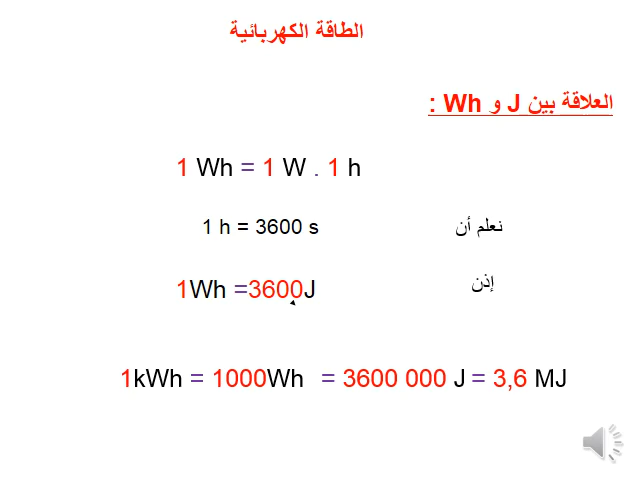 الطاقة الكهربائية
العلاقة بين J و Wh :
1 Wh = 1 W . 1 h
نعلم أن 1 h = 3600 s
إذن 1Wh =3600J
1kWh = 1000Wh = 3600 000 J = 3,6 MJ